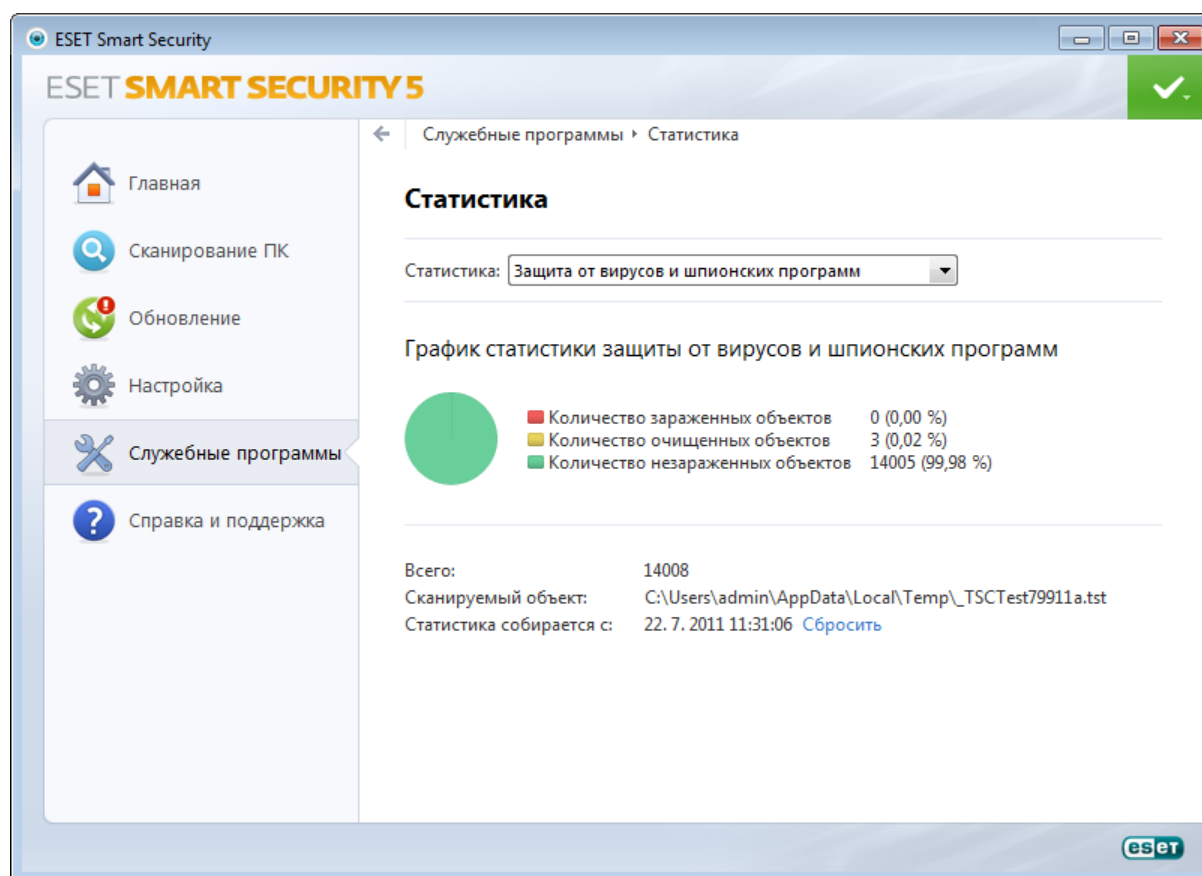 ESET Smart Security
ESET SMART SECURITY 5
Служебные программы Статистика
Главная
Сканирование ПК
Обновление
Настройка
Служебные программы
Справка и поддержка
Статистика
Статистика: Защита от вирусов и шпионских программ
График статистики защиты от вирусов и шпионских программ
Количество зараженных объектов 0 (0,00 %)
Количество очищенных объектов 3 (0,02 %)
Количество незараженных объектов 14005 (99,98 %)
Всего: 14008
Сканируемый объект: C:\Users\admin\AppData\Local\Temp\_TSCTest79911a.tst
Статистика собирается с: 22. 7. 2011 11:31:06 Сбросить
eset